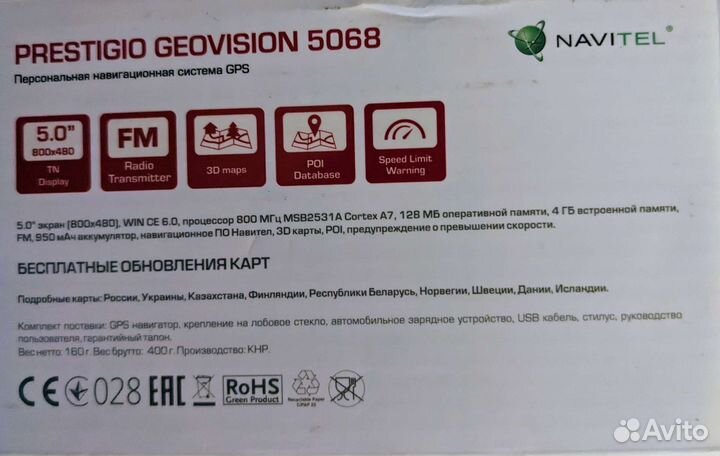 PRESTIGIO GEOVISION 5068
NAVITEL®
Персональная навигационная система GPS
5.0"
800x480
TN
Display
FM
Radio
Transmitter
3D maps
POI
Database
Speed Limit
Warning
5.0" экран (800x480), WIN CE 6.0, процессор 800 МГц MSB2531A Cortex A7, 128 МБ оперативной памяти, 4 ГБ встроенной памяти,
FM, 950 мАч аккумулятор, навигационное ПО Навител, 3D карты, POI, предупреждение о превышении скорости.
БЕСПЛАТНЫЕ ОБНОВЛЕНИЯ КАРТ
Подробные карты: России, Украины, Казахстана, Финляндии, Республики Беларусь, Норвегии, Швеции, Дании, Исландии.
Комплект поставки: GPS навигатор, крепление на лобовое стекло, автомобильное зарядное устройство, USB кабель, стилус, руководство
пользователя, гарантийный талон.
Вес нетто: 160 г. Вес брутто: 400 г. Производство: КНР.
CE 028 EAC RoHS
Green Product
Recyclable Paper
C/PAP 23
Avito